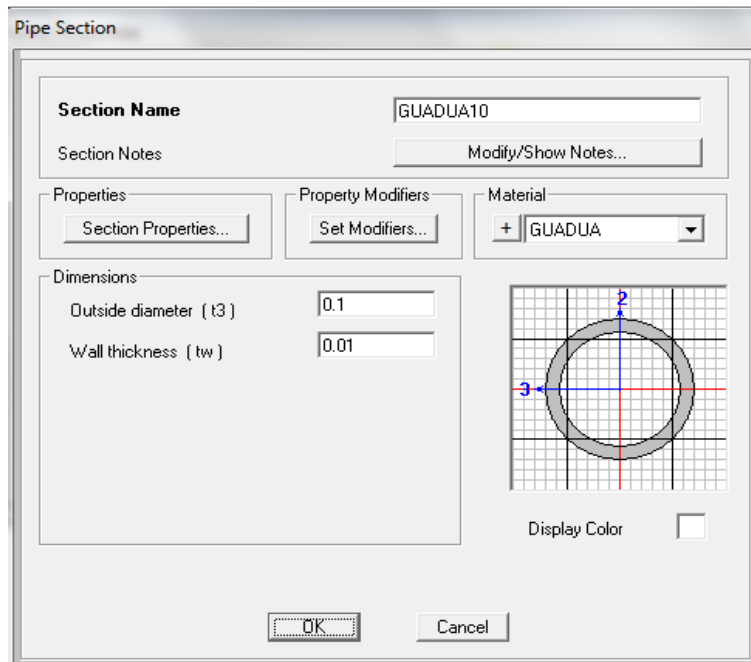 Pipe Section
Section Name GUADUA10
Section Notes Modify/Show Notes...
Properties Property Modifiers Material
Section Properties... Set Modifiers... + GUADUA
Dimensions
Outside diameter ( t3 ) 0.1
Wall thickness ( tw ) 0.01
2
3
Display Color
OK Cancel